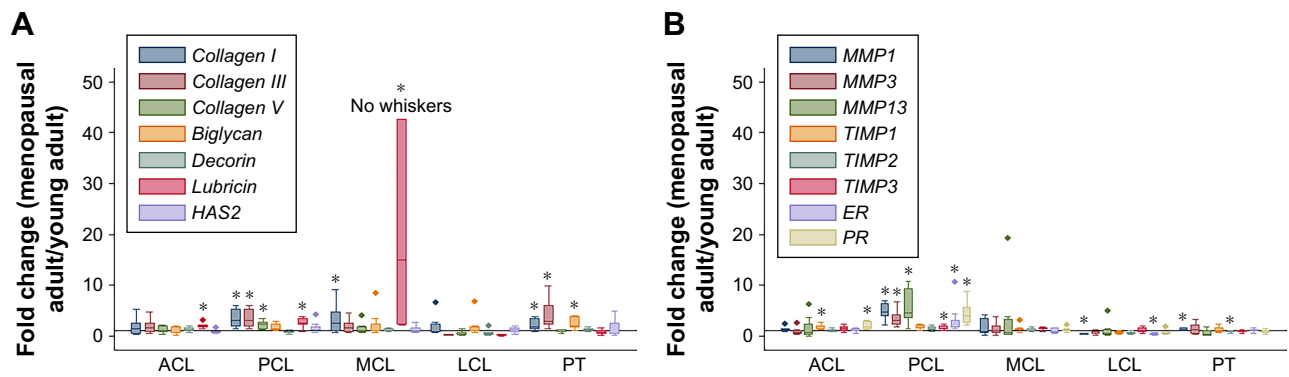 A
Fold change (menopausal
adult/young adult)
50
40
30
20
10
0
Collagen I
Collagen III
Collagen V
Biglycan
Decorin
Lubricin
HAS2
*
No whiskers
* * * * * * * * * *
ACL PCL MCL LCL PT
B
Fold change (menopausal
adult/young adult)
50
40
30
20
10
0
MMP1
MMP3
MMP13
TIMP1
TIMP2
TIMP3
ER
PR
* * * * * * * * * * * *
ACL PCL MCL LCL PT